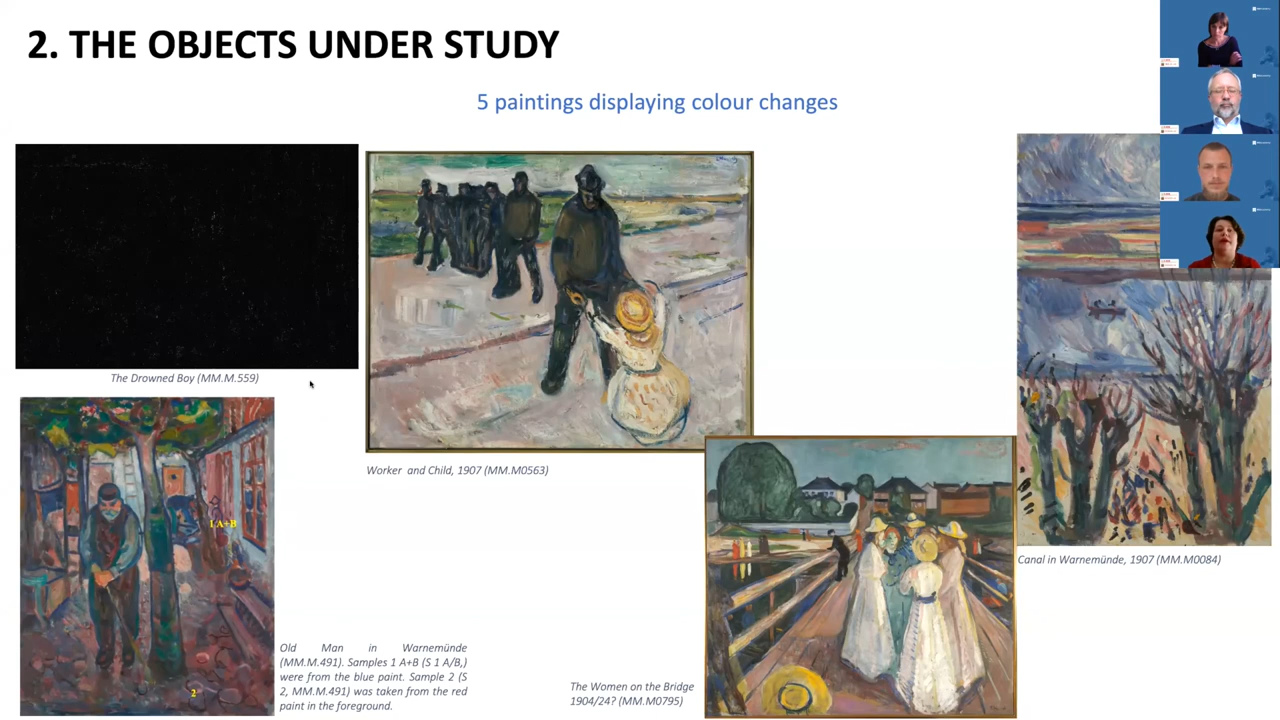 2. THE OBJECTS UNDER STUDY
5 paintings displaying colour changes
The Drowned Boy (MM.M.559)
Worker and Child, 1907 (MM.M0563)
1 A+B
2
Old Man in Warnemünde
(MM.M.491). Samples 1 A+B (S 1 A/B,)
were from the blue paint. Sample 2 (S
2, MM.M.491) was taken from the red
paint in the foreground.
The Women on the Bridge
1904/24? (MM.M0795)
Canal in Warnemünde, 1907 (MM.M0084)